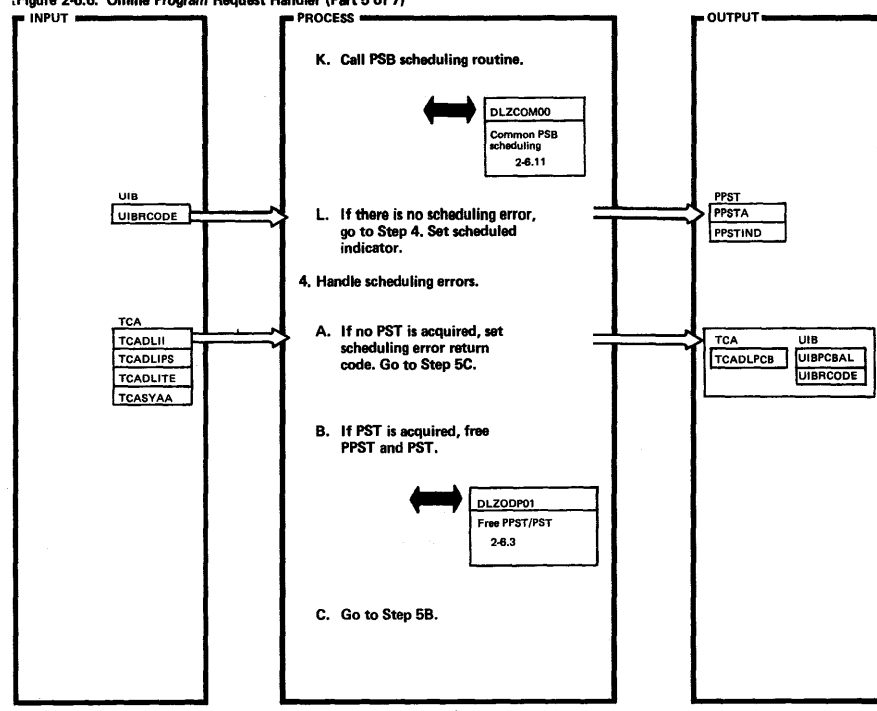 Figure 2-6.6. Online Program Request Handler (Part 5 of 7)
INPUT
PROCESS
OUTPUT
K. Call PSB scheduling routine.
DLZCOM00
Common PSB
scheduling
2-6.11
UIB
UIBRCODE
L. If there is no scheduling error,
go to Step 4. Set scheduled
indicator.
PPST
PPSTA
PPSTIND
4. Handle scheduling errors.
TCA
TCADLII
TCADLIPS
TCADLITE
TCASYAA
A. If no PST is acquired, set
scheduling error return
code. Go to Step 5C.
TCA
TCADLPCB
UIB
UIBPCBAL
UIBRCODE
B. If PST is acquired, free
PPST and PST.
DLZODP01
Free PPST/PST
2-6.3
C. Go to Step 5B.